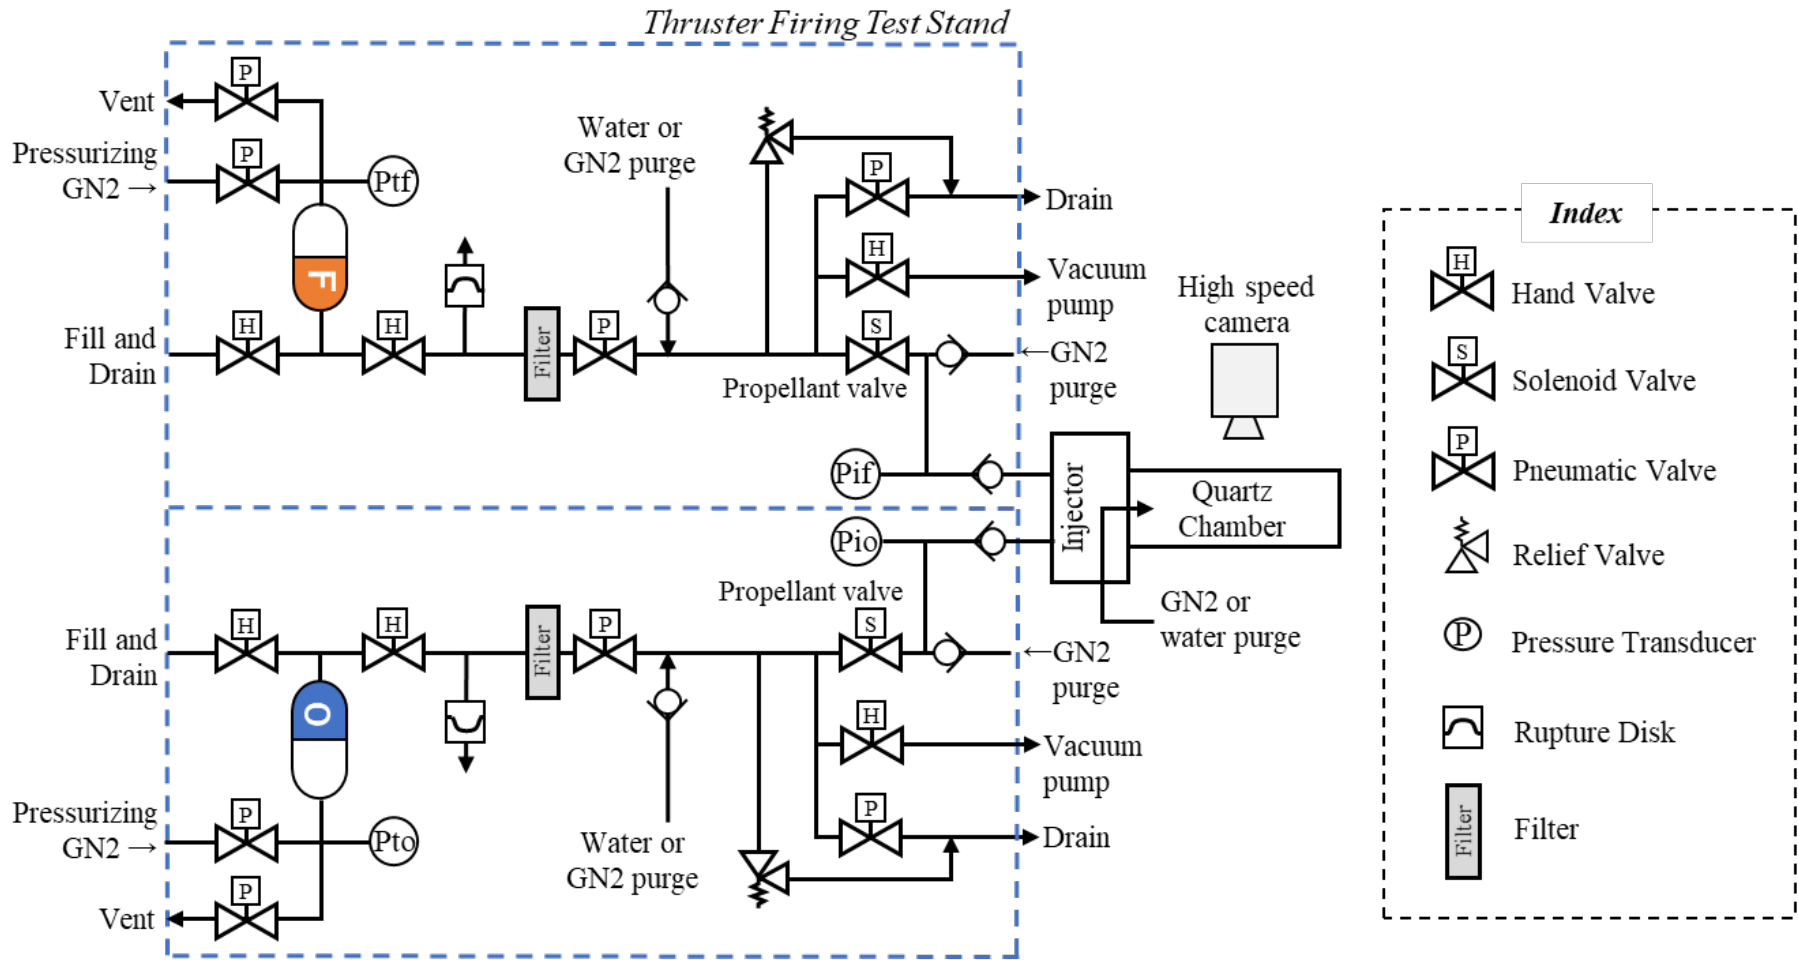 Thruster Firing Test Stand
P
Vent
Pressurizing
GN2 →
P
Ptf
F
Fill and
Drain
H
H
Filter
P
Water or
GN2 purge
P
Drain
H
Vacuum
pump
S
Propellant valve
←GN2
purge
Pif
High speed
camera
Injector
Quartz
Chamber
GN2 or
water purge
Pio
Propellant valve
Fill and
Drain
H
H
Filter
P
S
←GN2
purge
O
H
Vacuum
pump
Pressurizing
GN2 →
P
Pto
Water or
GN2 purge
P
Drain
Vent
P
Index
H
Hand Valve
S
Solenoid Valve
P
Pneumatic Valve
Relief Valve
P
Pressure Transducer
Rupture Disk
Filter
Filter